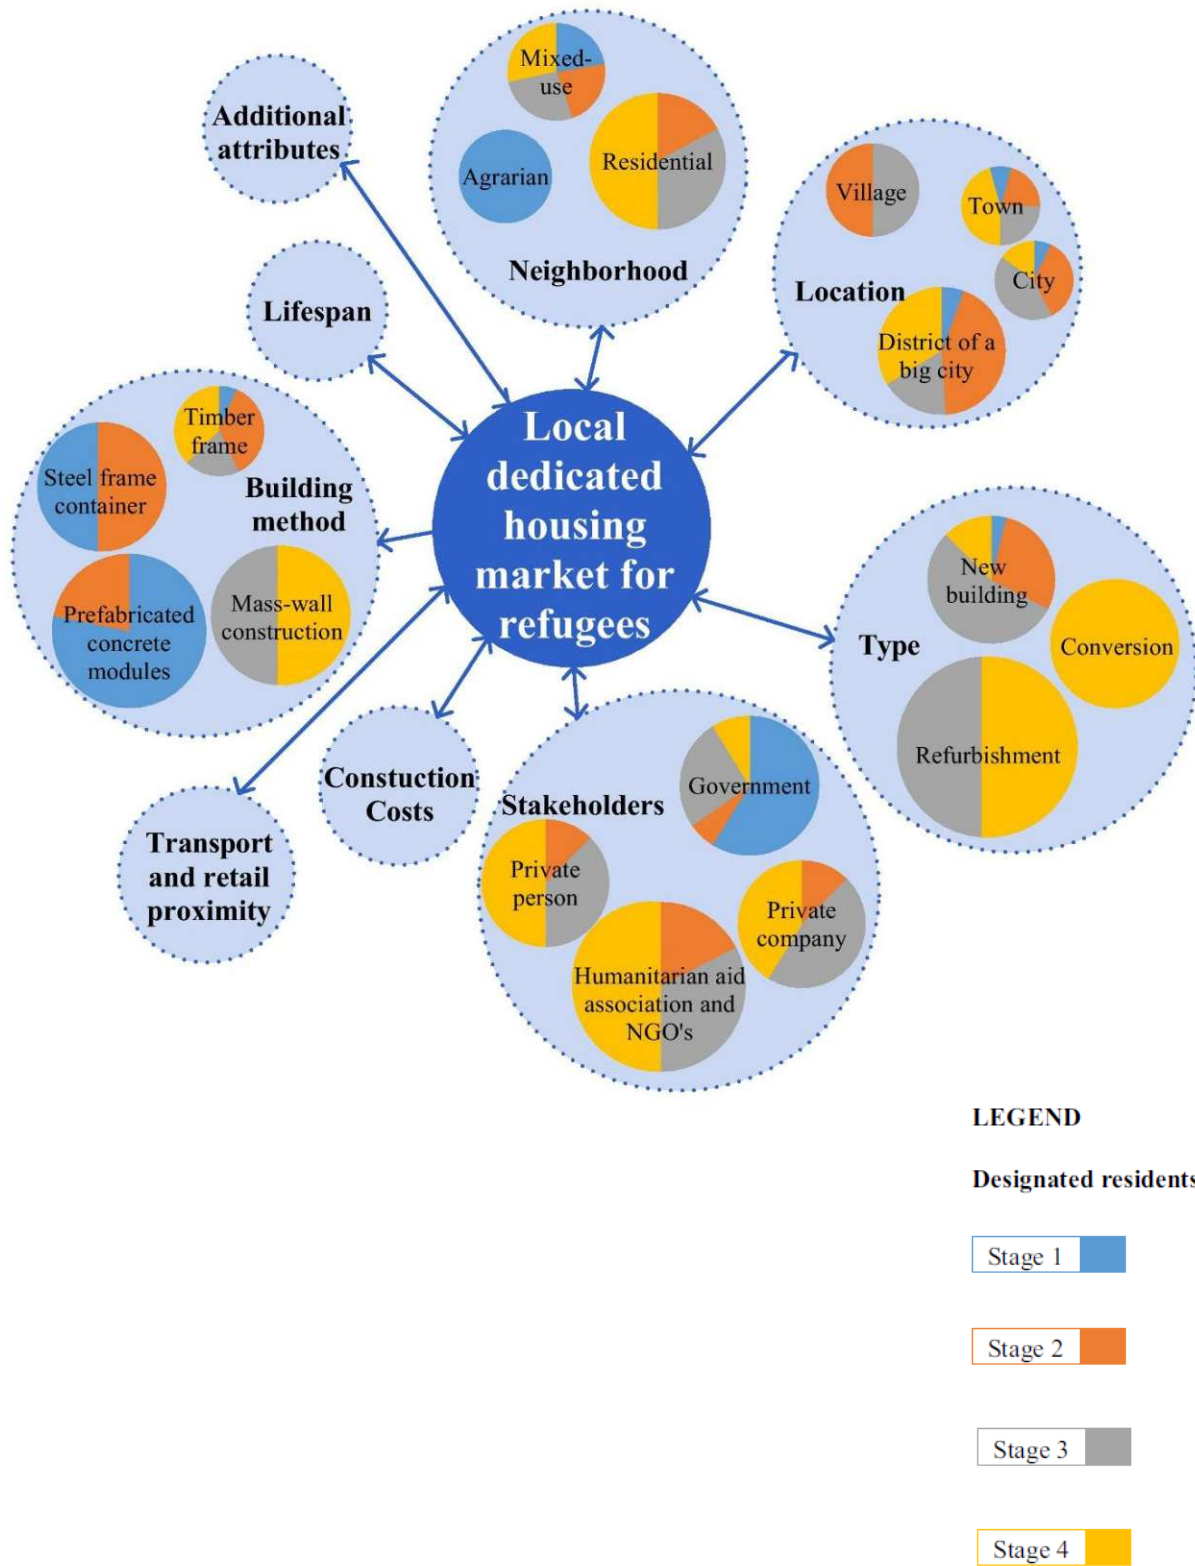 Additional
attributes
Mixed-
use
Agrarian
Residential
Neighborhood
Village
Town
City
Location
District of a
big city
Lifespan
Timber
frame
Steel frame
container
Building
method
Prefabricated
concrete
modules
Mass-wall
construction
Local
dedicated
housing
market for
refugees
New
building
Type
Conversion
Refurbishment
Constuction
Costs
Transport
and retail
proximity
Stakeholders
Government
Private
person
Private
company
Humanitarian aid
association and
NGO's
LEGEND
Designated residents
Stage 1
Stage 2
Stage 3
Stage 4